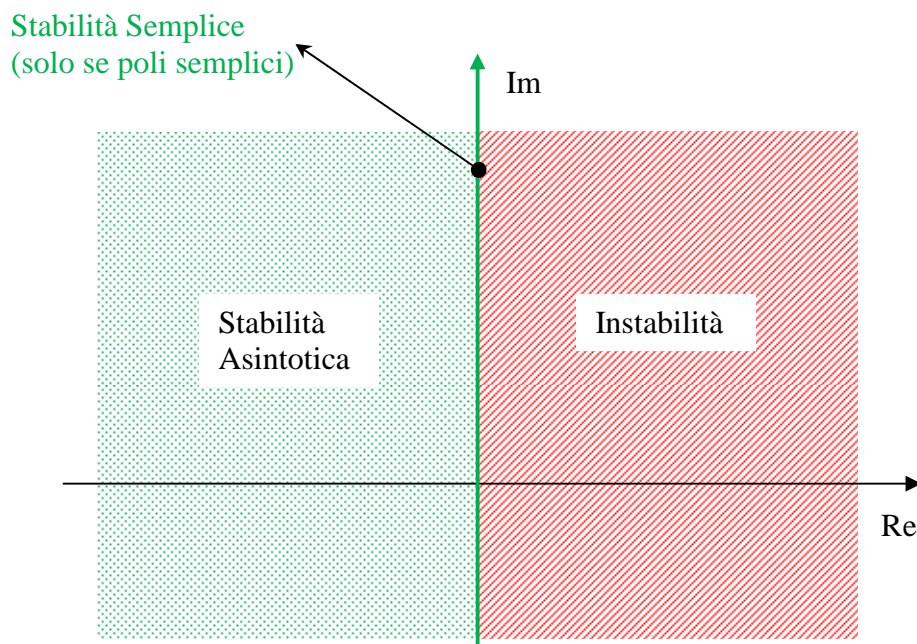 Stabilità Semplice
(solo se poli semplici)
Im
Stabilità
Asintotica
Instabilità
Re